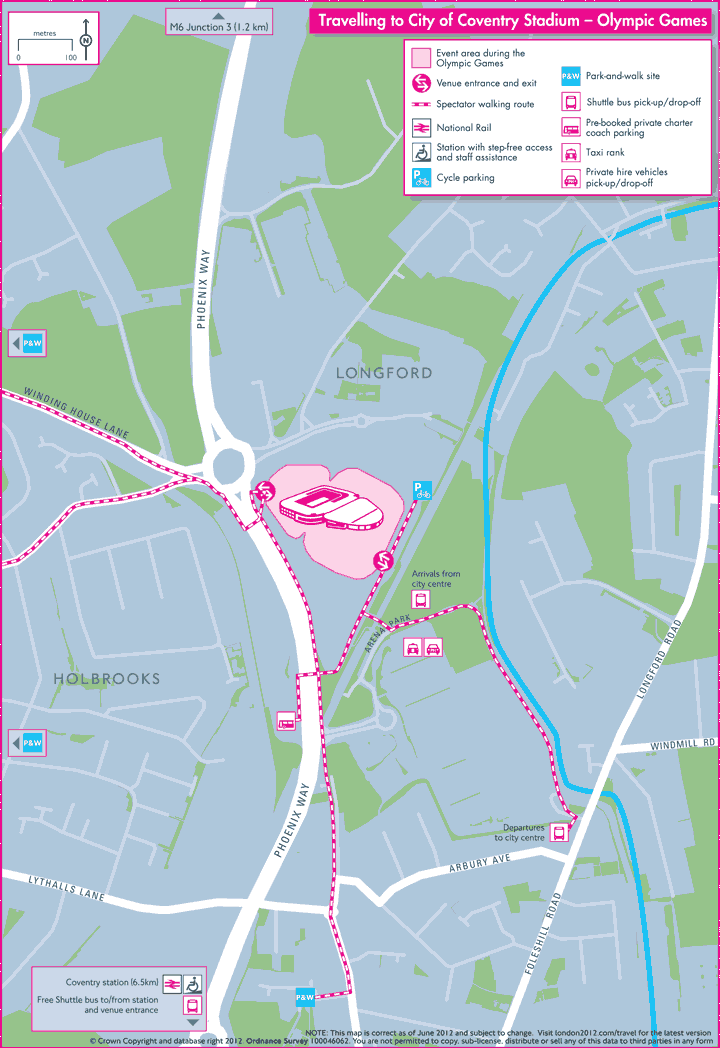 M6 Junction 3 (1.2 km)
Travelling to City of Coventry Stadium – Olympic Games
metres
N
0 100
Event area during the
Olympic Games
Venue entrance and exit
Spectator walking route
National Rail
Station with step-free access
and staff assistance
P
Cycle parking
P&W
Park-and-walk site
Shuttle bus pick-up/drop-off
Pre-booked private charter
coach parking
Taxi rank
Private hire vehicles
pick-up/drop-off
PHOENIX WAY
P&W
LONGFORD
WINDING HOUSE LANE
P
Arrivals from
city centre
ARENA PARK
LONGFORD ROAD
HOLBROOKS
P&W
WINDMILL RD
PHOENIX WAY
Departures
to city centre
ARBURY AVE
LYTHALLS LANE
FOLESHILL ROAD
Coventry station (6.5km)
Free Shuttle bus to/from station
and venue entrance
P&W
NOTE: This map is correct as of June 2012 and subject to change. Visit london2012.com/travel for the latest version
© Crown Copyright and database right 2012. Ordnance Survey 100046062. You are not permitted to copy, sub-license, distribute or sell any of this data to third parties in any form